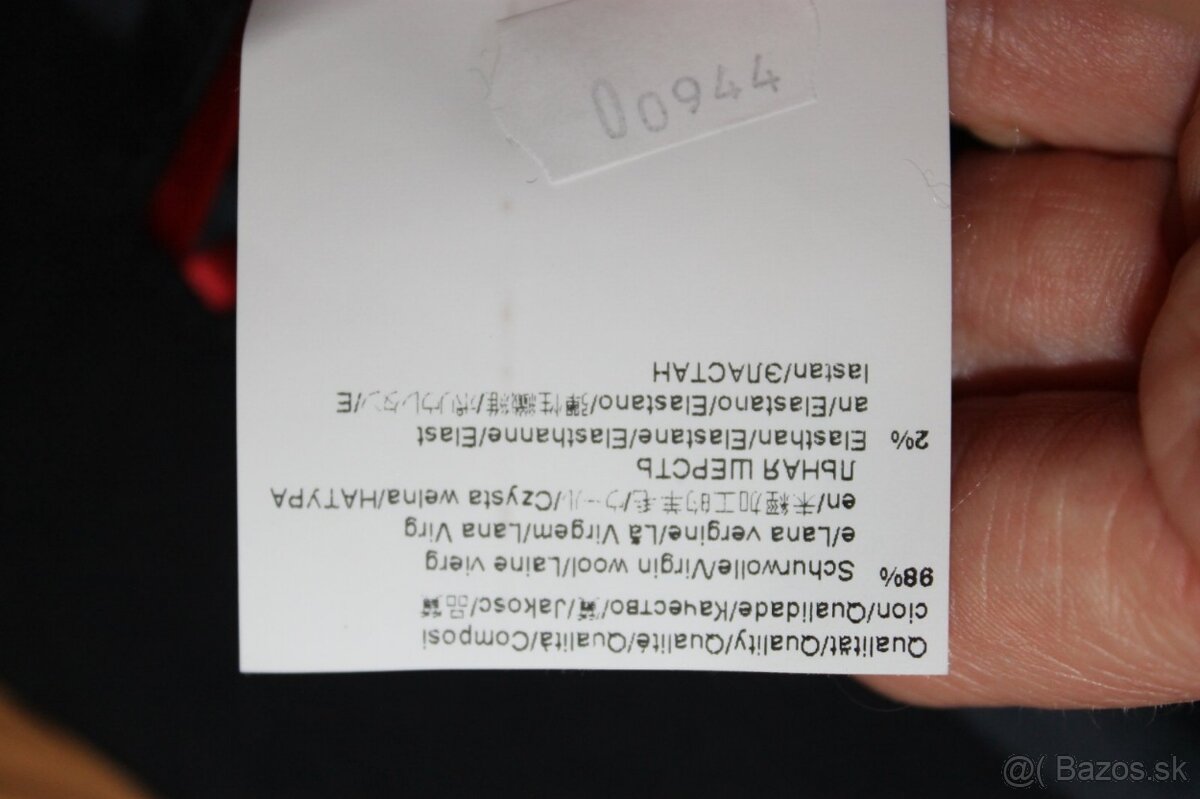 Qualität/Quality/Qualité/Qualità/Composi
cion/Qualidade/Качество/質/Jakosc/品質
98% Schurwolle/Virgin wool/Laine vierg
e/Lana vergine/Lã Virgem/Lana Virg
en/未經加工的羊毛/ウール/Czysta welna/НАТУРА
ЛЬНАЯ ШЕРСТЬ
2% Elasthan/Elastane/Elasthanne/Elast
an/Elastano/Elastano/彈性纖維/ポリウレタン/E
lastan/ЭЛАСТАН
00944
@( Bazos.sk